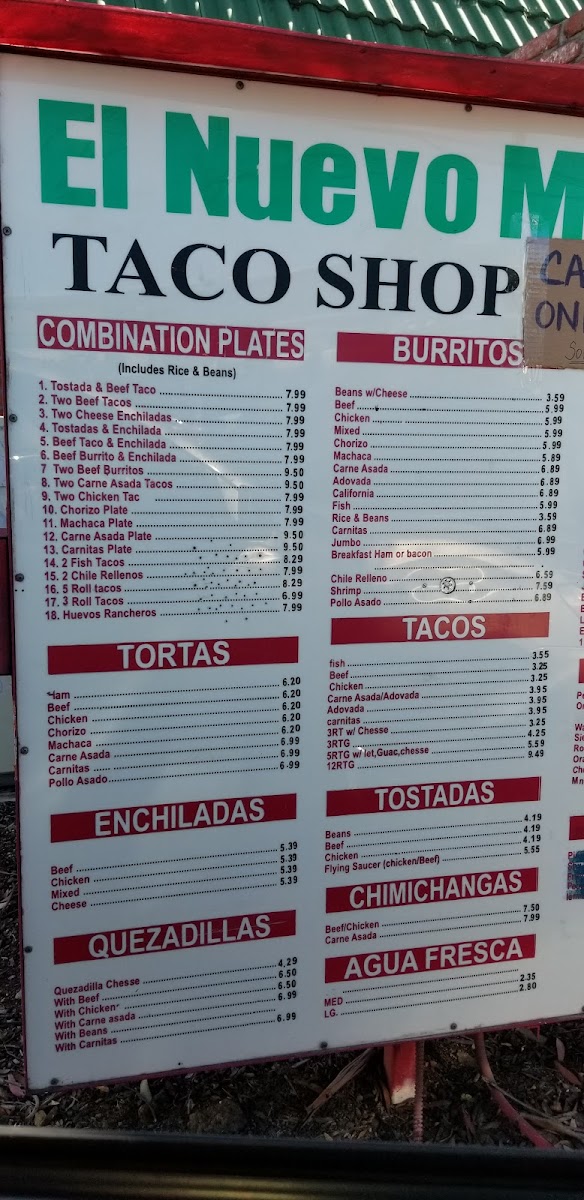 El Nuevo M
TACO SHOP
CA
ON
So
COMBINATION PLATES
(Includes Rice & Beans)
1. Tostada & Beef Taco 7.99
2. Two Beef Tacos 7.99
3. Two Cheese Enchiladas 7.99
4. Tostadas & Enchilada 7.99
5. Beef Taco & Enchilada 7.99
6. Beef Burrito & Enchilada 7.99
7 Two Beef Burritos 9.50
8. Two Carne Asada Tacos 9.50
9. Two Chicken Tac 7.99
10. Chorizo Plate 7.99
11. Machaca Plate 7.99
12. Carne Asada Plate 9.50
13. Carnitas Plate 9.50
14. 2 Fish Tacos 8.29
15. 2 Chile Rellenos 7.99
16. 5 Roll tacos 8.29
17. 3 Roll Tacos 6.99
18. Huevos Rancheros 7.99
TORTAS
Ham 6.20
Beef 6.20
Chicken 6.20
Chorizo 6.20
Machaca 6.99
Carne Asada 6.99
Carnitas 6.99
Pollo Asado
ENCHILADAS
Beef 5.39
Chicken 5.39
Mixed 5.39
Cheese 5.39
QUEZADILLAS
Quezadilla Chesse 4.29
With Beef 6.50
With Chicken 6.50
With Carne asada 6.99
With Beans
With Carnitas 6.99
BURRITOS
Beans w/Cheese 3.59
Beef 5.99
Chicken 5.99
Mixed 5.99
Chorizo 5.99
Machaca 5.89
Carne Asada 6.89
Adovada 6.89
California 6.89
Fish 5.99
Rice & Beans 3.59
Carnitas 6.89
Jumbo 6.99
Breakfast Ham or bacon 5.99
Chile Relleno 6.59
Shrimp 7.59
Pollo Asado 6.89
TACOS
fish 3.55
Beef 3.25
Chicken 3.25
Carne Asada/Adovada 3.95
Adovada 3.95
carnitas 3.95
3RT w/ Chesse 3.25
3RTG 4.25
5RTG w/ let,Guac,chesse 5.59
12RTG 9.49
TOSTADAS
Beans 4.19
Beef 4.19
Chicken 4.19
Flying Saucer (chicken/Beef) 5.55
CHIMICHANGAS
Beef/Chicken 7.50
Carne Asada 7.99
AGUA FRESCA
MED 2.35
LG. 2.80